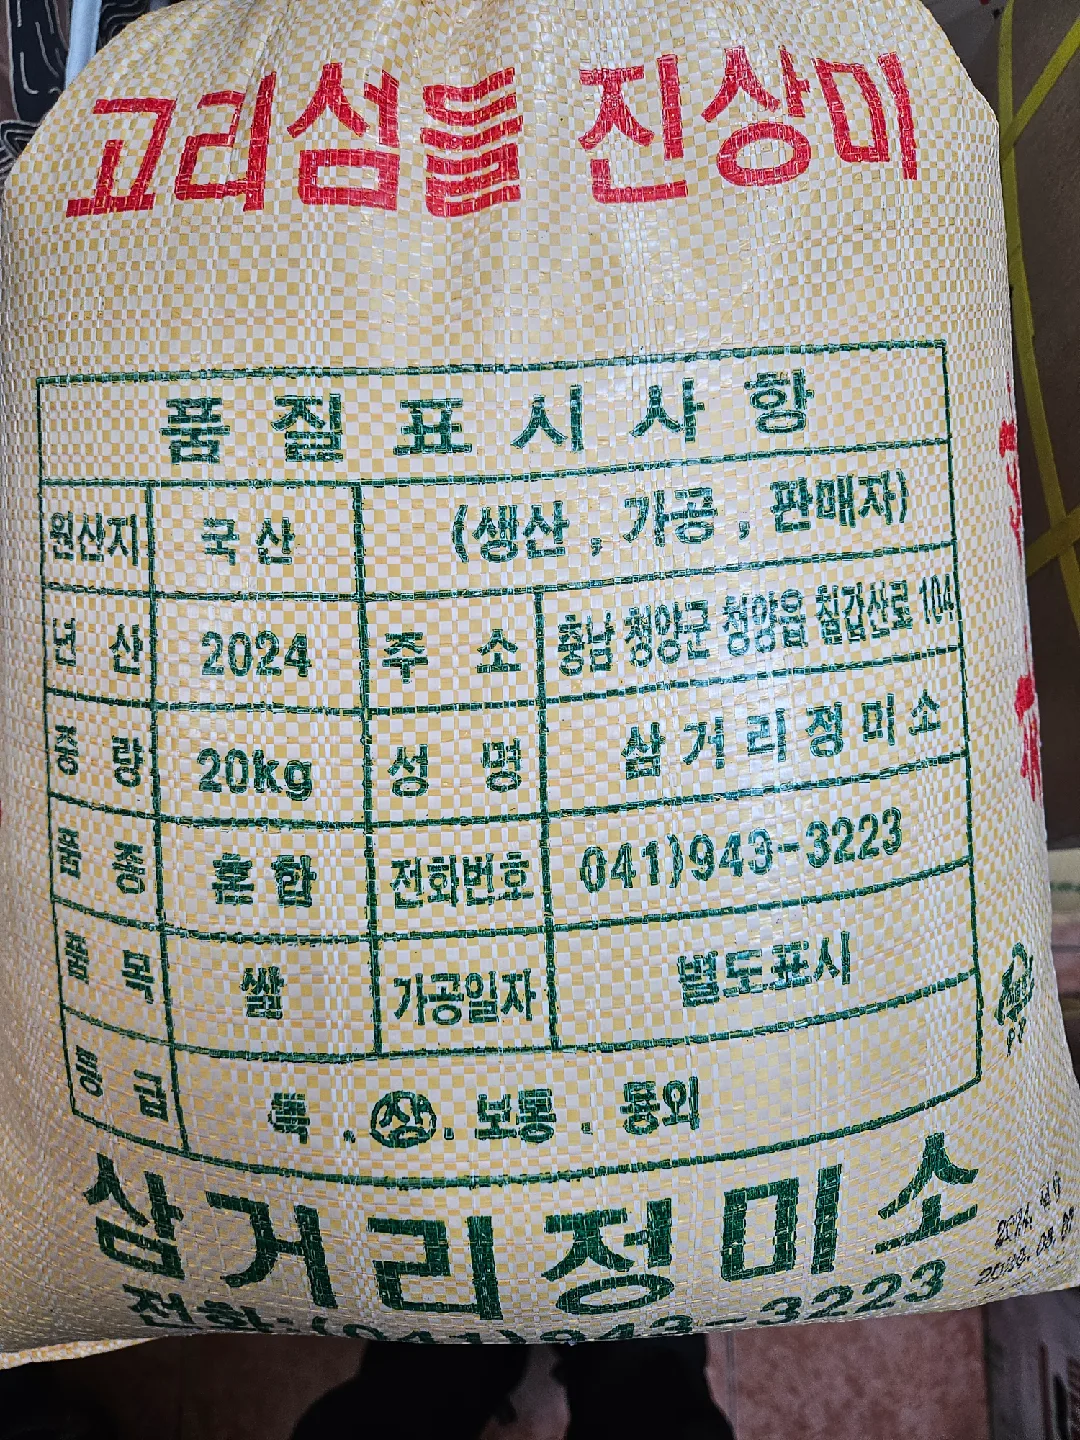 고리섬들 진상미
품질표시사항
원산지 국산 (생산, 가공, 판매자)
년산 2024 주소 충남 청양군 청양읍 칠갑산로 104
중량 20kg 성명 삼거리정미소
품종 혼합 전화번호 041)943-3223
품목 쌀 가공일자 별도표시
등급 특 . 상 . 보통 . 등외
PP
삼거리정미소
전화:(041)943-3223